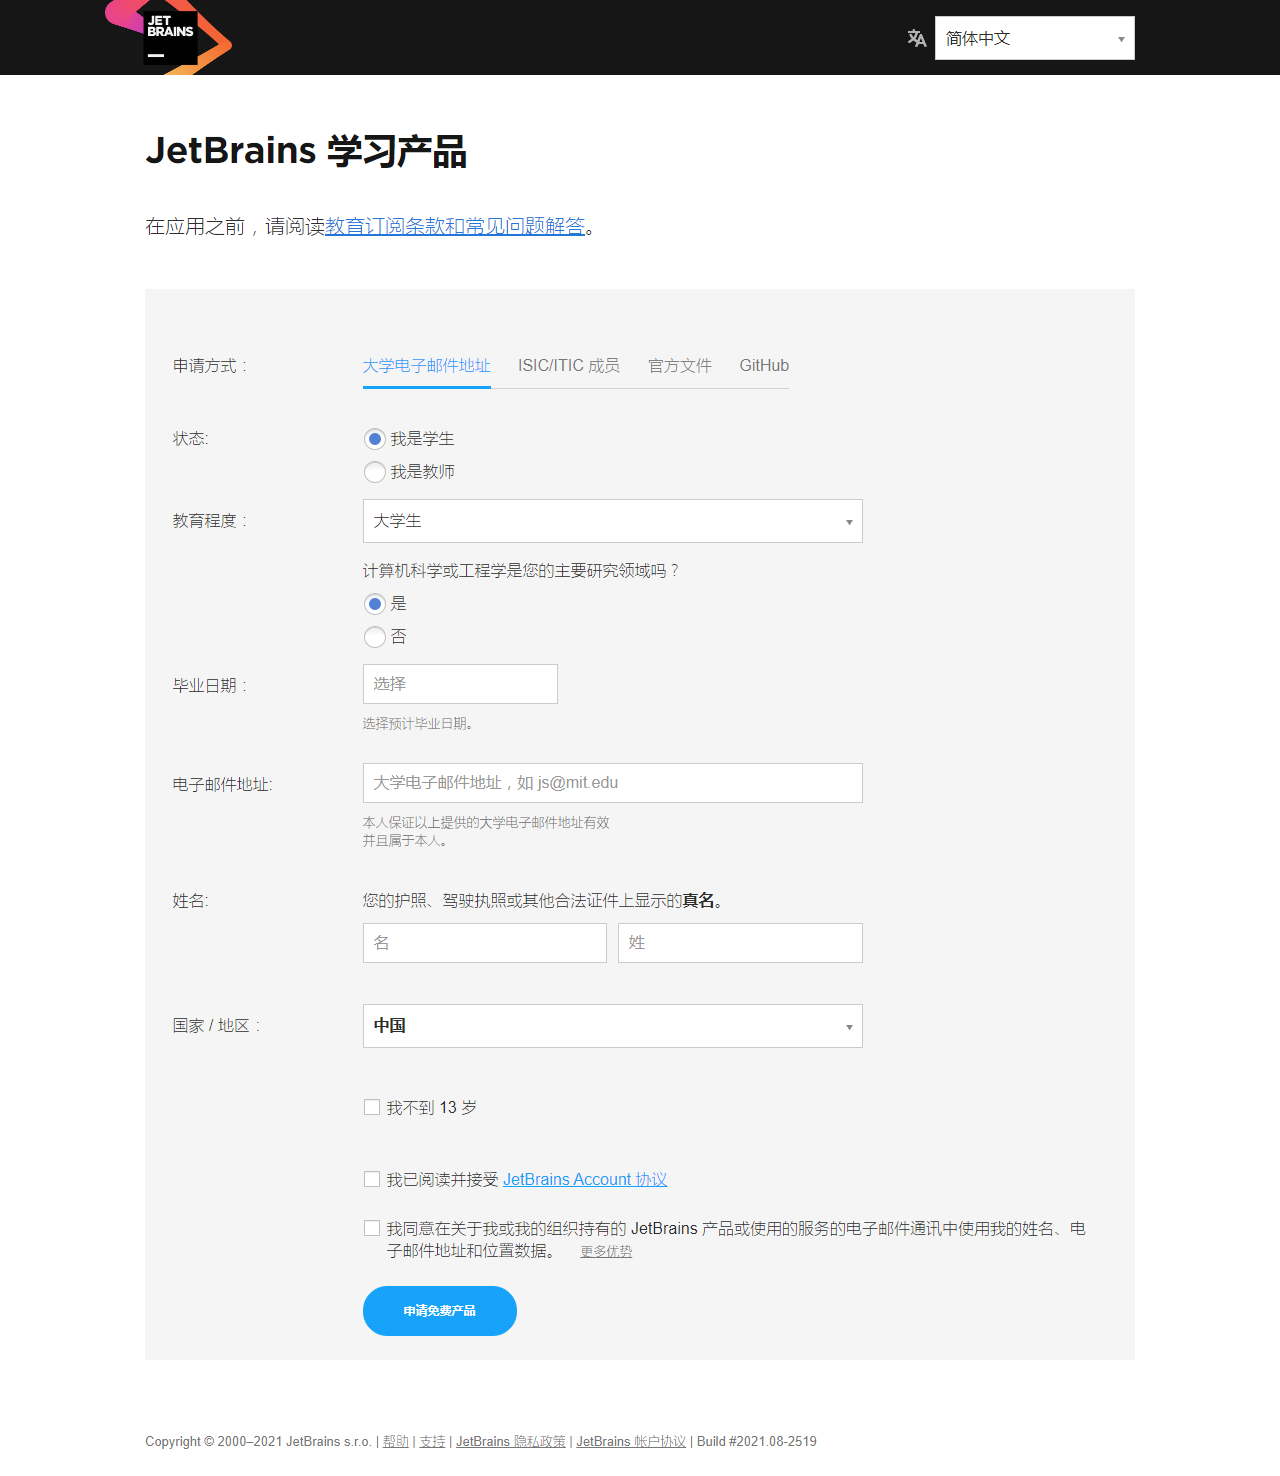 JET
BRAINS
简体中文
JetBrains 学习产品
在应用之前，请阅读教育订阅条款和常见问题解答。
申请方式：
大学电子邮件地址 ISIC/ITIC 成员 官方文件 GitHub
状态:
我是学生
我是教师
教育程度：
大学生
计算机科学或工程学是您的主要研究领域吗？
是
否
毕业日期：
选择
选择预计毕业日期。
电子邮件地址:
大学电子邮件地址，如 js@mit.edu
本人保证以上提供的大学电子邮件地址有效
并且属于本人。
姓名:
您的护照、驾驶执照或其他合法证件上显示的真名。
名 姓
国家 / 地区：
中国
我不到 13 岁
我已阅读并接受 JetBrains Account 协议
我同意在关于我或我的组织持有的 JetBrains 产品或使用的服务的电子邮件通讯中使用我的姓名、电
子邮件地址和位置数据。 更多优势
申请免费产品
Copyright © 2000–2021 JetBrains s.r.o. | 帮助 | 支持 | JetBrains 隐私政策 | JetBrains 帐户协议 | Build #2021.08-2519